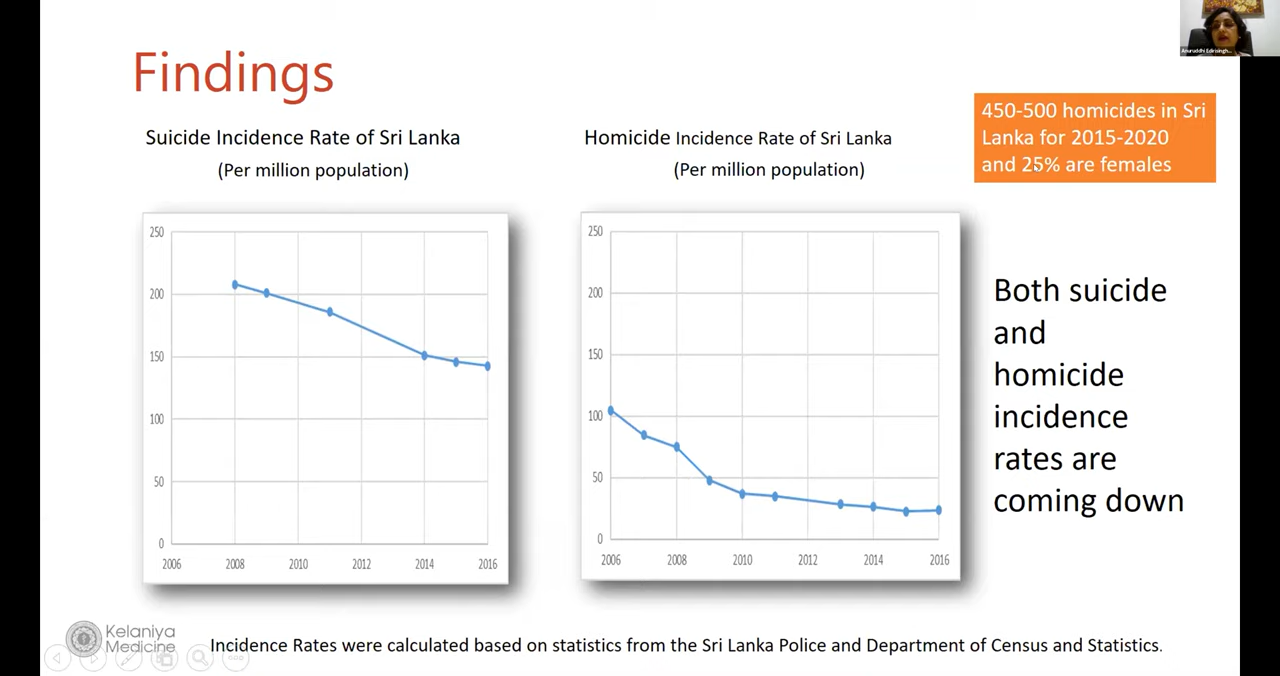 Anuruddhi Edirisingh...
Findings
Suicide Incidence Rate of Sri Lanka
(Per million population)
Homicide Incidence Rate of Sri Lanka
(Per million population)
450-500 homicides in Sri
Lanka for 2015-2020
and 25% are females
250
200
150
100
50
0
2006 2008 2010 2012 2014 2016
250
200
150
100
50
0
2006 2008 2010 2012 2014 2016
Both suicide
and
homicide
incidence
rates are
coming down
Kelaniya
Medicine
Incidence Rates were calculated based on statistics from the Sri Lanka Police and Department of Census and Statistics.